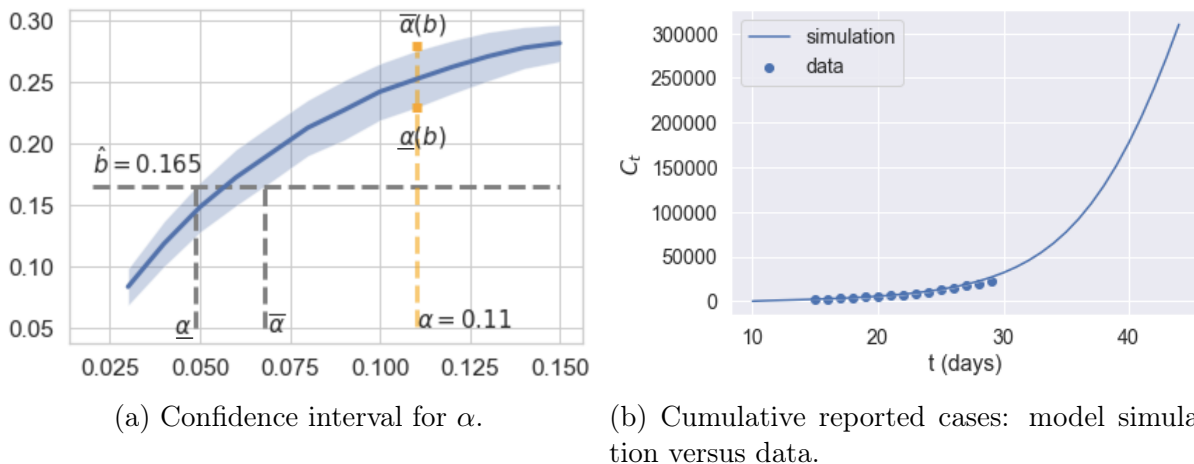 0.30
0.25
0.20
0.15
0.10
0.05
α̅(b)
α̲(b)
b̂ = 0.165
α̲
α̅
α = 0.11
0.025 0.050 0.075 0.100 0.125 0.150
(a) Confidence interval for α.
simulation
data
300000
250000
200000
150000
100000
50000
0
C_t
10 20 30 40
t (days)
(b) Cumulative reported cases: model simula
tion versus data.